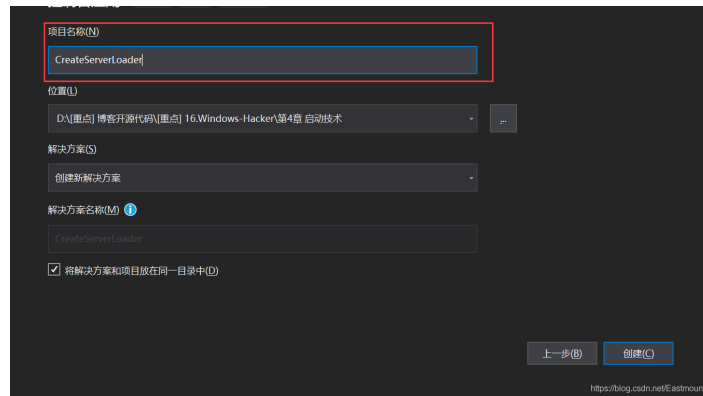 项目名称(N)
CreateServerLoader
位置(L)
D:\[重点] 博客开源代码\[重点] 16.Windows-Hacker\第4章 启动技术
...
解决方案(S)
创建新解决方案
解决方案名称(M)
CreateServerLoader
将解决方案和项目放在同一目录中(D)
上一步(B) 创建(C)
https://blog.csdn.net/Eastmoun